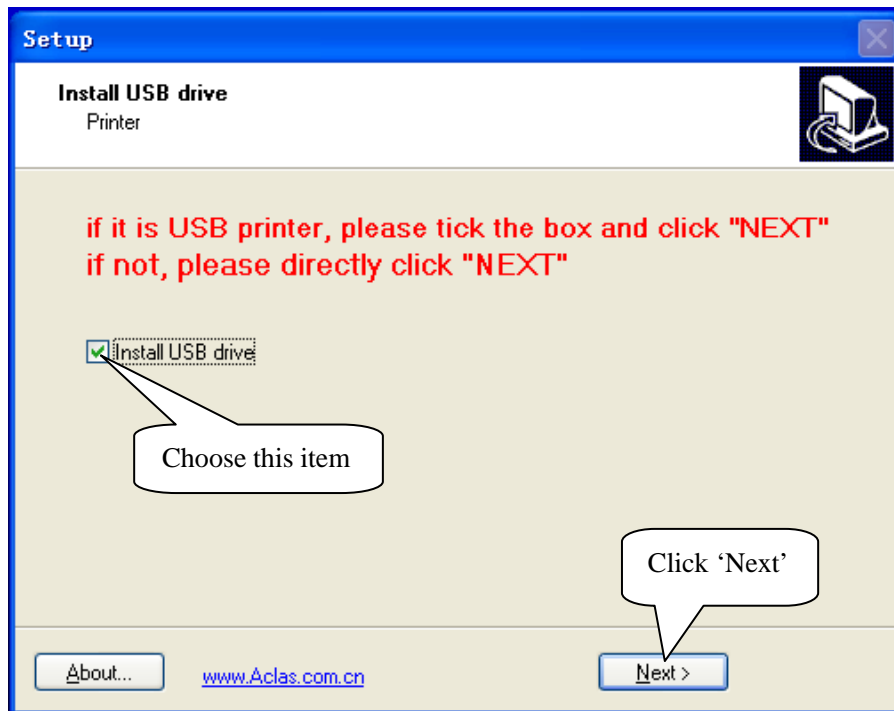 Setup
Install USB drive
Printer
if it is USB printer, please tick the box and click "NEXT"
if not, please directly click "NEXT"
Install USB drive
Choose this item
Click ‘Next’
About...
www.Aclas.com.cn
Next >